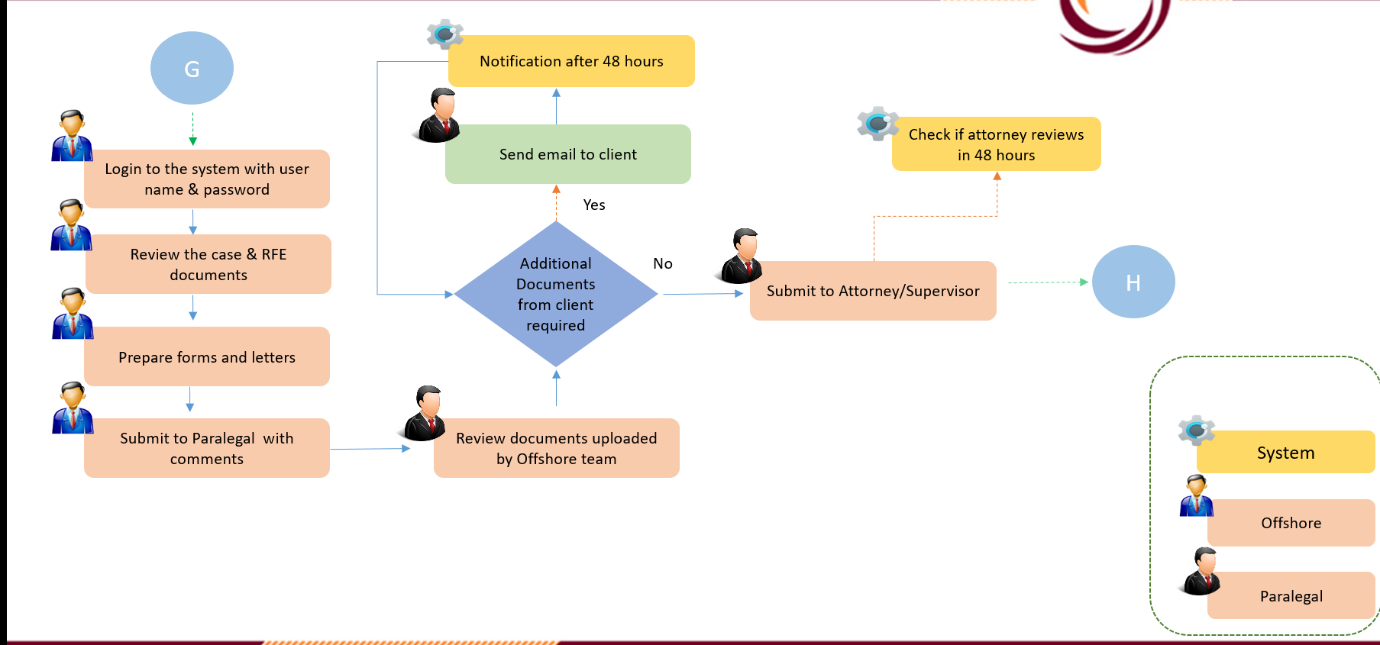 G
Login to the system with user
name & password
Review the case & RFE
documents
Prepare forms and letters
Submit to Paralegal with
comments
Review documents uploaded
by Offshore team
Additional
Documents
from client
required
Yes
Send email to client
Notification after 48 hours
No
Submit to Attorney/Supervisor
Check if attorney reviews
in 48 hours
H
System
Offshore
Paralegal